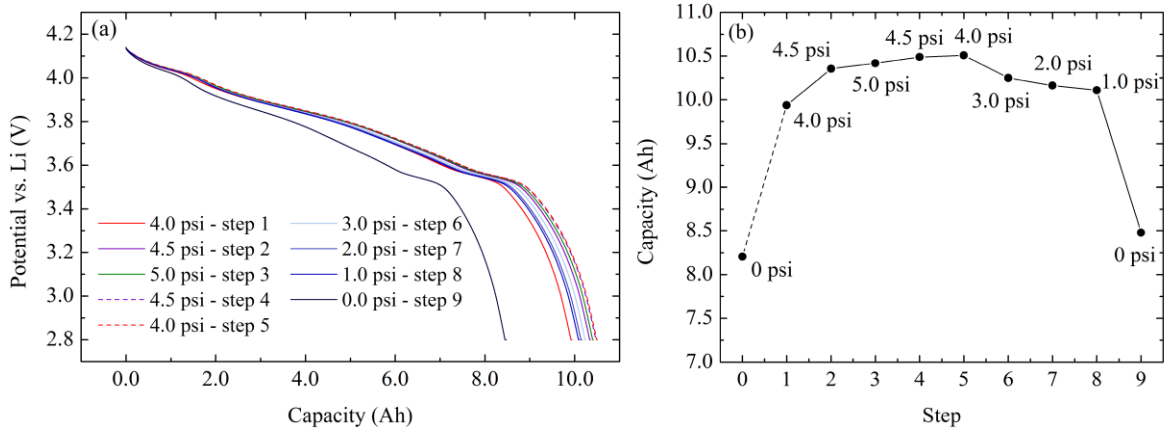 (a)
4.2
4.0
3.8
3.6
3.4
3.2
3.0
2.8
Potential vs. Li (V)
4.0 psi - step 1
4.5 psi - step 2
5.0 psi - step 3
4.5 psi - step 4
4.0 psi - step 5
3.0 psi - step 6
2.0 psi - step 7
1.0 psi - step 8
0.0 psi - step 9
0.0 2.0 4.0 6.0 8.0 10.0
Capacity (Ah)
(b)
11.0
10.5
10.0
9.5
9.0
8.5
8.0
7.5
7.0
Capacity (Ah)
0 psi
4.0 psi
4.5 psi
5.0 psi
4.5 psi
4.0 psi
3.0 psi
2.0 psi
1.0 psi
0 psi
0 1 2 3 4 5 6 7 8 9
Step